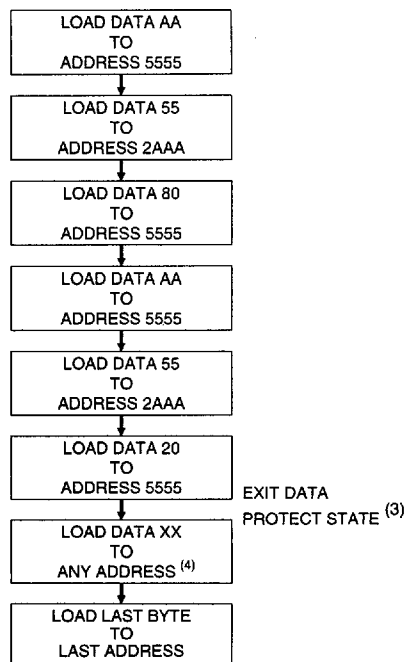 LOAD DATA AA
TO
ADDRESS 5555
LOAD DATA 55
TO
ADDRESS 2AAA
LOAD DATA 80
TO
ADDRESS 5555
LOAD DATA AA
TO
ADDRESS 5555
LOAD DATA 55
TO
ADDRESS 2AAA
LOAD DATA 20
TO
ADDRESS 5555
EXIT DATA
PROTECT STATE (3)
LOAD DATA XX
TO
ANY ADDRESS (4)
LOAD LAST BYTE
TO
LAST ADDRESS